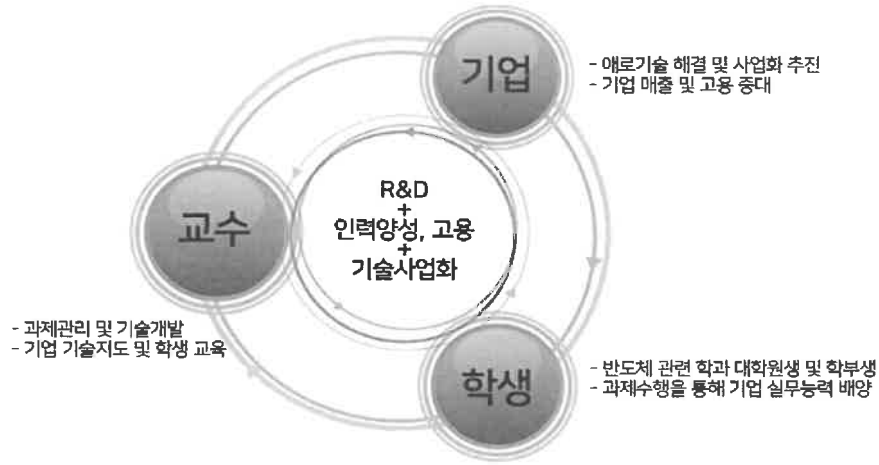 기업
- 애로기술 해결 및 사업화 추진
- 기업 매출 및 고용 증대
R&D
+
인력양성, 고용
+
기술사업화
교수
- 과제관리 및 기술개발
- 기업 기술지도 및 학생 교육
학생
- 반도체 관련 학과 대학원생 및 학부생
- 과제수행을 통해 기업 실무능력 배양